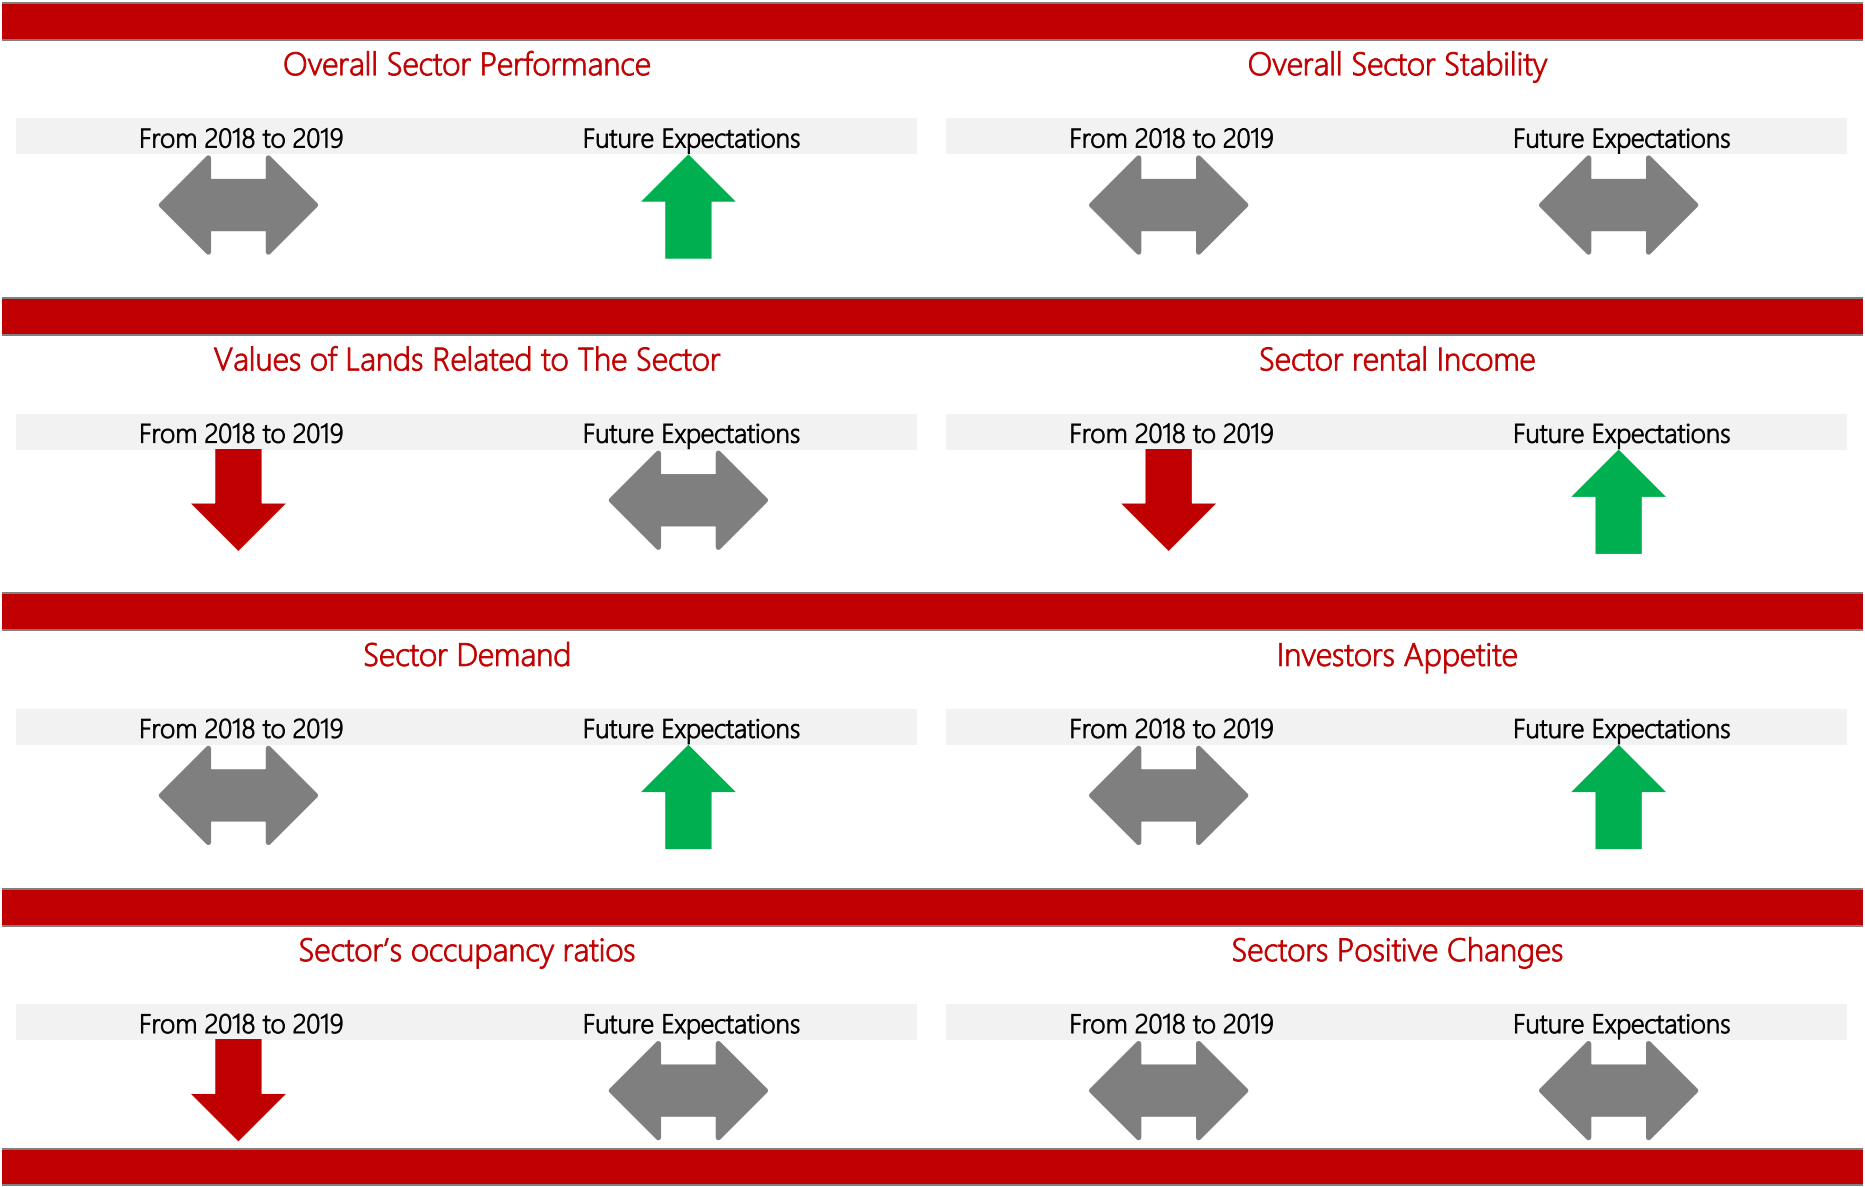 Overall Sector Performance
Overall Sector Stability
From 2018 to 2019
Future Expectations
From 2018 to 2019
Future Expectations
Values of Lands Related to The Sector
Sector rental Income
From 2018 to 2019
Future Expectations
From 2018 to 2019
Future Expectations
Sector Demand
Investors Appetite
From 2018 to 2019
Future Expectations
From 2018 to 2019
Future Expectations
Sector‘s occupancy ratios
Sectors Positive Changes
From 2018 to 2019
Future Expectations
From 2018 to 2019
Future Expectations